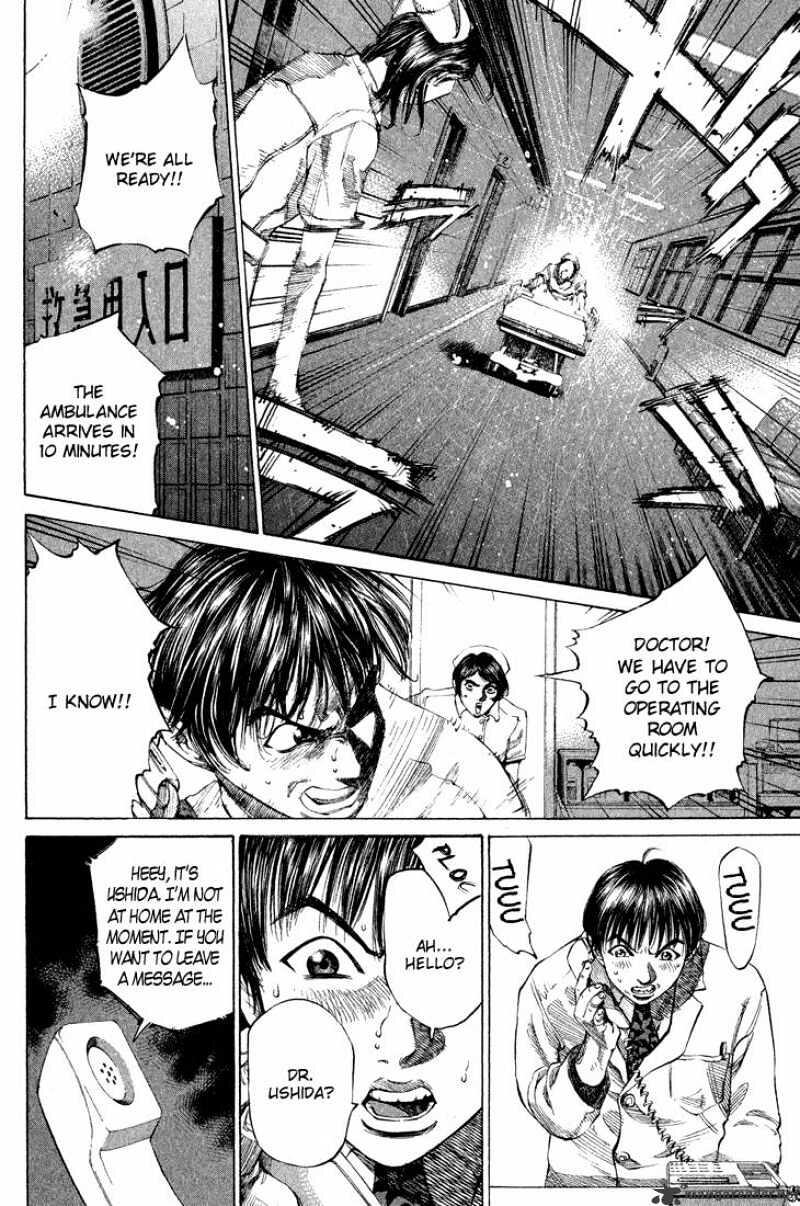 WE'RE ALL
READY!!
救急用入口
THE
AMBULANCE
ARRIVES IN
10 MINUTES!
DOCTOR!
WE HAVE TO
GO TO THE
OPERATING
ROOM
QUICKLY!!
I KNOW!!
TUUU
TUUU
PLOC
AH...
HELLO?
DR.
USHIDA?
HEEY, IT'S
USHIDA. I'M NOT
AT HOME AT THE
MOMENT. IF YOU
WANT TO LEAVE
A MESSAGE...